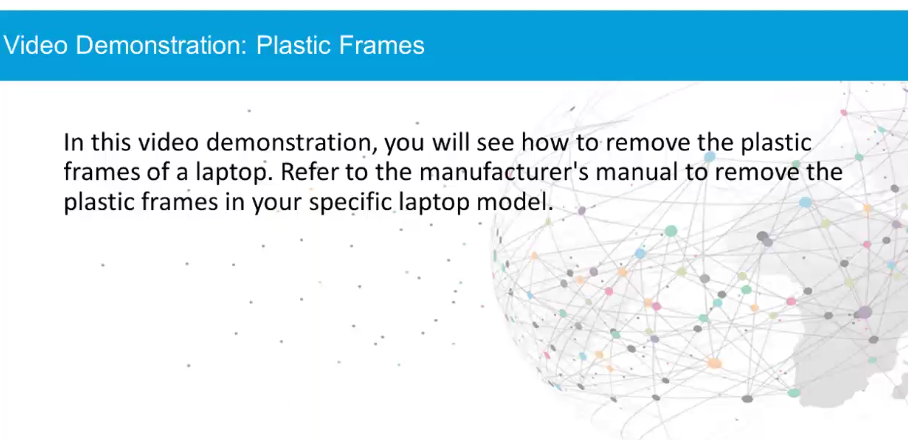 Video Demonstration: Plastic Frames
In this video demonstration, you will see how to remove the plastic
frames of a laptop. Refer to the manufacturer's manual to remove the
plastic frames in your specific laptop model.